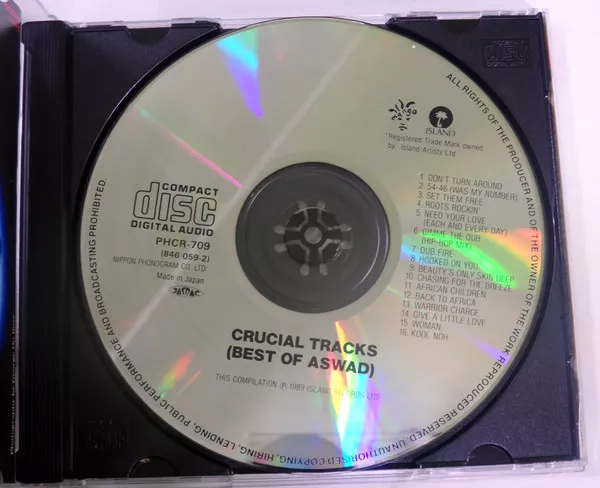 ISLAND
"Registered Trade Mark owned
by Island Artists Ltd.
COMPACT
disc
DIGITAL AUDIO
PHCR-709
(846 059-2)
NIPPON PHONOGRAM CO. LTD.
Made in Japan
JASRAC
1 DON'T TURN AROUND
2 54-46 (WAS MY NUMBER)
3 SET THEM FREE
4 ROOTS ROCKIN'
5 NEED YOUR LOVE
(EACH AND EVERY DAY)
6 GIMME THE DUB
(HIP-HOP MIX)
7 DUB FIRE
8 HOOKED ON YOU
9 BEAUTY'S ONLY SKIN DEEP
10 CHASING FOR THE BREEZE
11 AFRICAN CHILDREN
12 BACK TO AFRICA
13 WARRIOR CHARGE
14 GIVE A LITTLE LOVE
15 WOMAN
16 KOOL NOH
CRUCIAL TRACKS
(BEST OF ASWAD)
THIS COMPILATION ℗ 1989 ISLAND RECORDS LTD.
ALL RIGHTS OF THE PRODUCER AND OF THE OWNER OF THE WORK REPRODUCED RESERVED. UNAUTHORISED COPYING, HIRING, LENDING, PUBLIC PERFORMANCE AND BROADCASTING PROHIBITED.